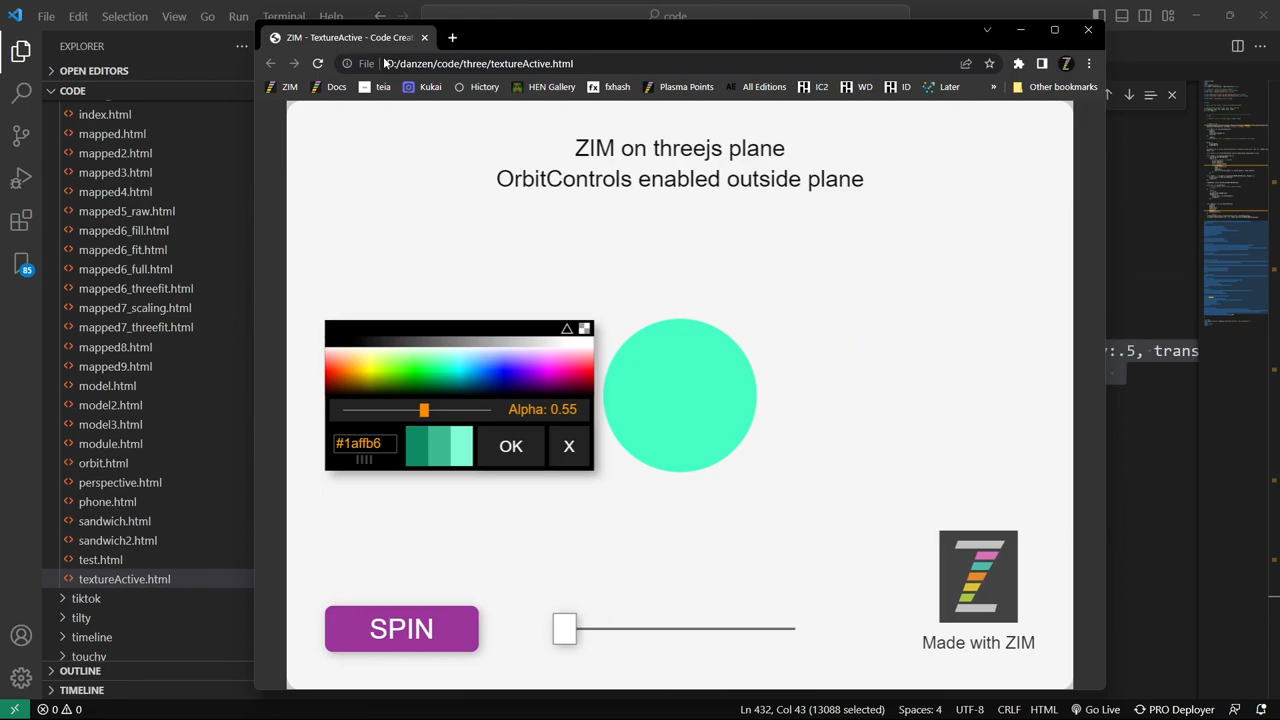 File Edit Selection View Go Run Terminal
code
EXPLORER
OPEN EDITORS
CODE
index.html
mapped.html
mapped2.html
mapped3.html
mapped4.html
mapped5_raw.html
mapped6_fill.html
mapped6_fit.html
mapped6_full.html
mapped6_threefit.html
mapped7_scaling.html
mapped7_threefit.html
mapped8.html
mapped9.html
model.html
model2.html
model3.html
module.html
orbit.html
perspective.html
phone.html
sandwich.html
sandwich2.html
test.html
textureActive.html
tiktok
tilty
timeline
touchy
OUTLINE
TIMELINE
85
ZIM - TextureActive - Code Creat
File D:/danzen/code/three/textureActive.html
ZIM Docs teia Kukai Hictory HEN Gallery fx fxhash Plasma Points AE All Editions IC2 WD ID Later » Other bookmarks
ZIM on threejs plane
OrbitControls enabled outside plane
Alpha: 0.55
#1affb6
OK
X
SPIN
Made with ZIM
y:.5, trans
0 0
Ln 432, Col 43 (13088 selected) Spaces: 4 UTF-8 CRLF HTML Go Live PRO Deployer